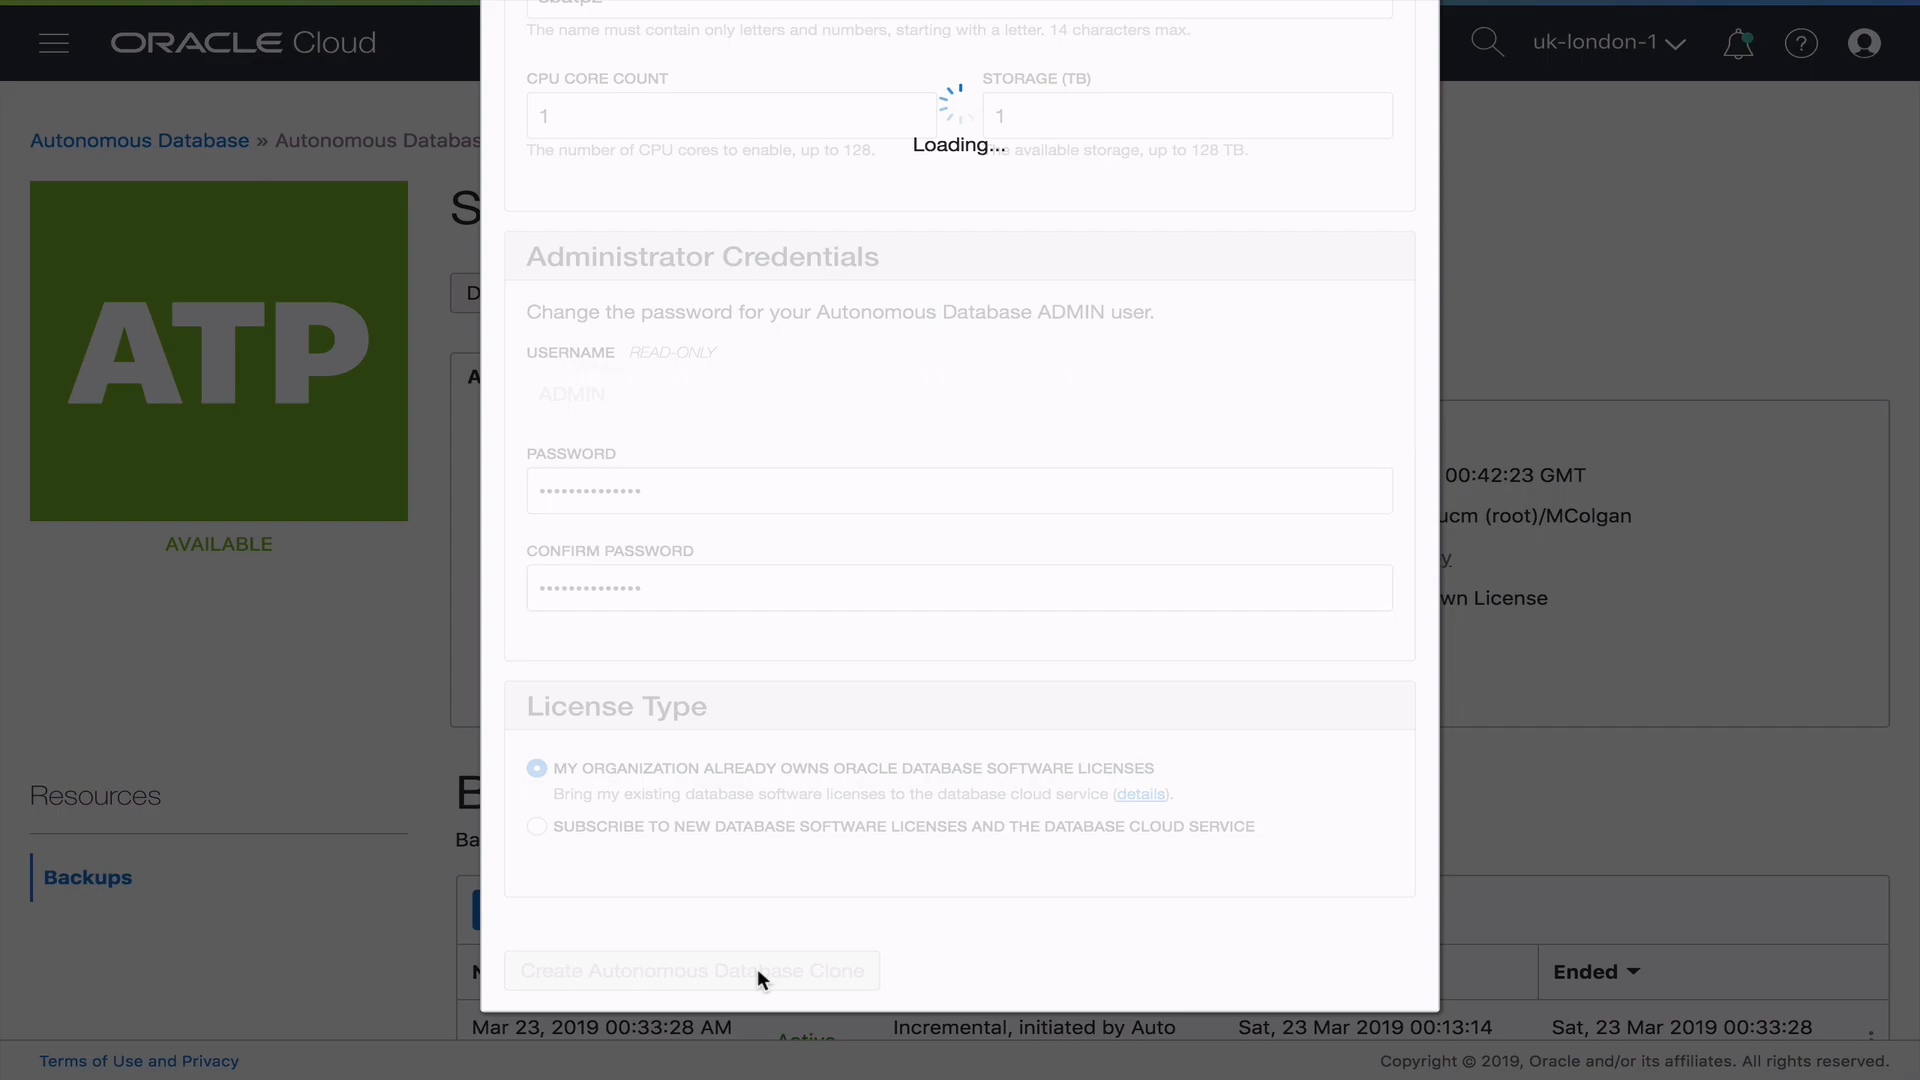 ORACLE Cloud
uk-london-1
The name must contain only letters and numbers, starting with a letter. 14 characters max.
CPU CORE COUNT
STORAGE (TB)
1
1
Loading...
The number of CPU cores to enable, up to 128.
available storage, up to 128 TB.
Autonomous Database » Autonomous Databas
ATP
AVAILABLE
S
D
A
Administrator Credentials
Change the password for your Autonomous Database ADMIN user.
USERNAME READ-ONLY
ADMIN
PASSWORD
••••••••••••••
CONFIRM PASSWORD
••••••••••••••
00:42:23 GMT
ucm (root)/MColgan
y
wn License
License Type
MY ORGANIZATION ALREADY OWNS ORACLE DATABASE SOFTWARE LICENSES
Bring my existing database software licenses to the database cloud service (details).
SUBSCRIBE TO NEW DATABASE SOFTWARE LICENSES AND THE DATABASE CLOUD SERVICE
Resources
Backups
B
Ba
Create Autonomous Database Clone
N
Ended
Mar 23, 2019 00:33:28 AM
Active
Incremental, initiated by Auto
Sat, 23 Mar 2019 00:13:14
Sat, 23 Mar 2019 00:33:28
Terms of Use and Privacy
Copyright © 2019, Oracle and/or its affiliates. All rights reserved.